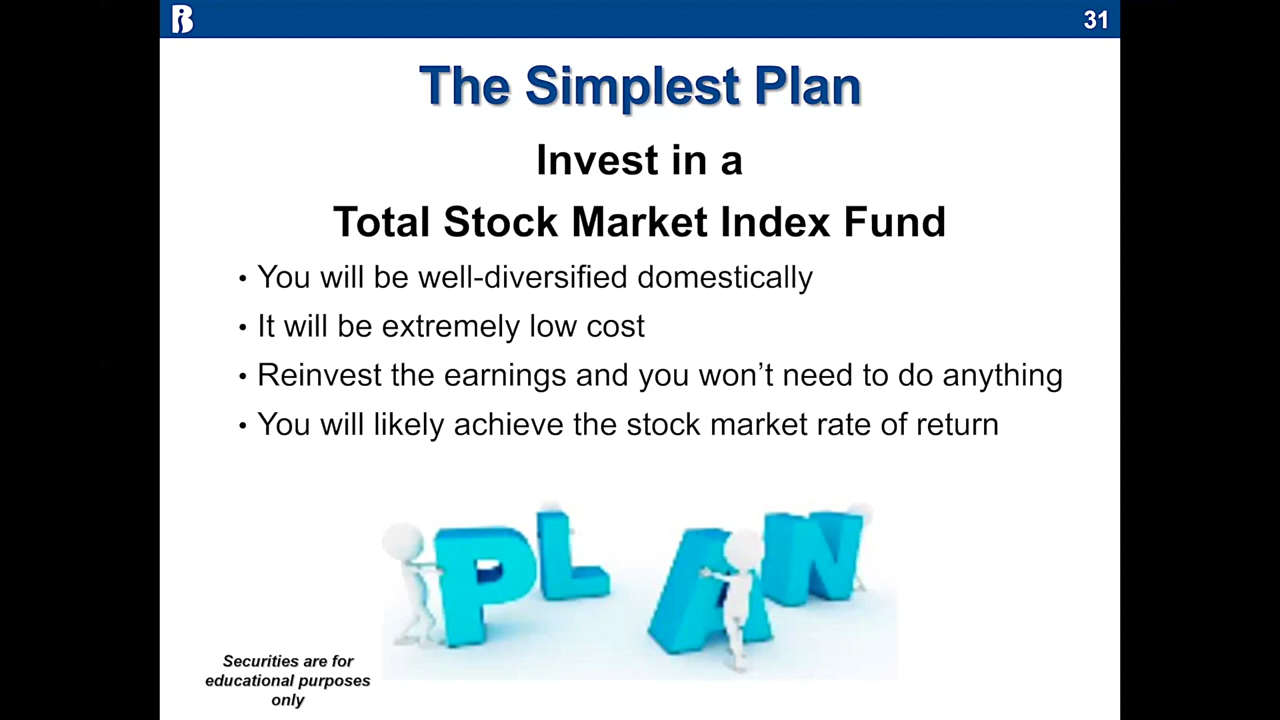 31
The Simplest Plan
Invest in a
Total Stock Market Index Fund
• You will be well-diversified domestically
• It will be extremely low cost
• Reinvest the earnings and you won’t need to do anything
• You will likely achieve the stock market rate of return
PLAN
Securities are for
educational purposes
only